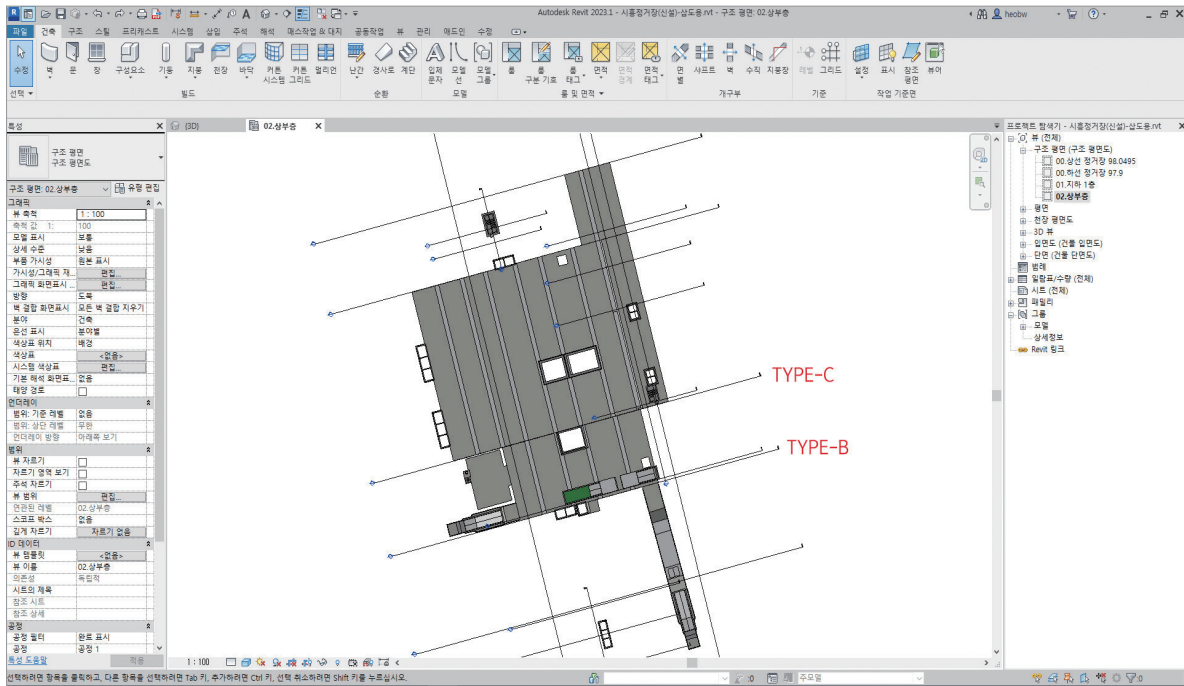 Autodesk Revit 2023.1 - 시흥정거장(신설)-삽도용.rvt - 구조 평면: 02.상부층
heobw
파일 건축 구조 스틸 프리캐스트 시스템 삽입 주석 해석 매스작업 & 대지 공동작업 뷰 관리 애드인 수정
수정 벽 문 창 구성요소 기둥 지붕 천장 바닥 커튼 시스템 커튼 그리드 멀리언 난간 경사로 계단 입체 문자 모델 선 모델 그룹 룸 룸 구분 기호 룸 태그 면적 면적 경계 면적 태그 면 별 샤프트 벽 수직 지붕창 레벨 그리드 설정 표시 참조 평면 뷰어
선택 빌드 순환 모델 룸 및 면적 개구부 기준 작업 기준면
특성
{3D}
02.상부층
구조 평면
구조 평면도
구조 평면: 02.상부층 유형 편집
그래픽
뷰 축척 1 : 100
축척 값 1: 100
모델 표시 보통
상세 수준 낮음
부품 가시성 원본 표시
가시성/그래픽 재... 편집...
그래픽 화면표시 ... 편집...
방향 도북
벽 결합 화면표시 모든 벽 결합 지우기
분야 건축
은선 표시 분야별
색상표 위치 배경
색상표 <없음>
시스템 색상표 편집...
기본 해석 화면표... 없음
태양 경로
언더레이
범위: 기준 레벨 없음
범위: 상단 레벨 무한
언더레이 방향 아래쪽 보기
범위
뷰 자르기
자르기 영역 보기
주석 자르기
뷰 범위 편집...
연관된 레벨 02.상부층
스코프 박스 없음
깊게 자르기 자르기 없음
ID 데이터
뷰 템플릿 <없음>
뷰 이름 02.상부층
의존성 독립적
시트의 제목
참조 시트
참조 상세
공정
공정 필터 완료 표시
공정 공정 1
특성 도움말 적용
TYPE-C
TYPE-B
프로젝트 탐색기 - 시흥정거장(신설)-삽도용.rvt
뷰 (전체)
구조 평면 (구조 평면도)
00.상선 정거장 98.0495
00.하선 정거장 97.9
01.지하 1층
02.상부층
평면
천장 평면도
3D 뷰
입면도 (건물 입면도)
단면 (건물 단면도)
범례
일람표/수량 (전체)
시트 (전체)
패밀리
그룹
모델
상세정보
Revit 링크
1 : 100
선택하려면 항목을 클릭하고, 다른 항목을 선택하려면 Tab 키, 추가하려면 Ctrl 키, 선택 취소하려면 Shift 키를 누르십시오.
:0
주모델
:0